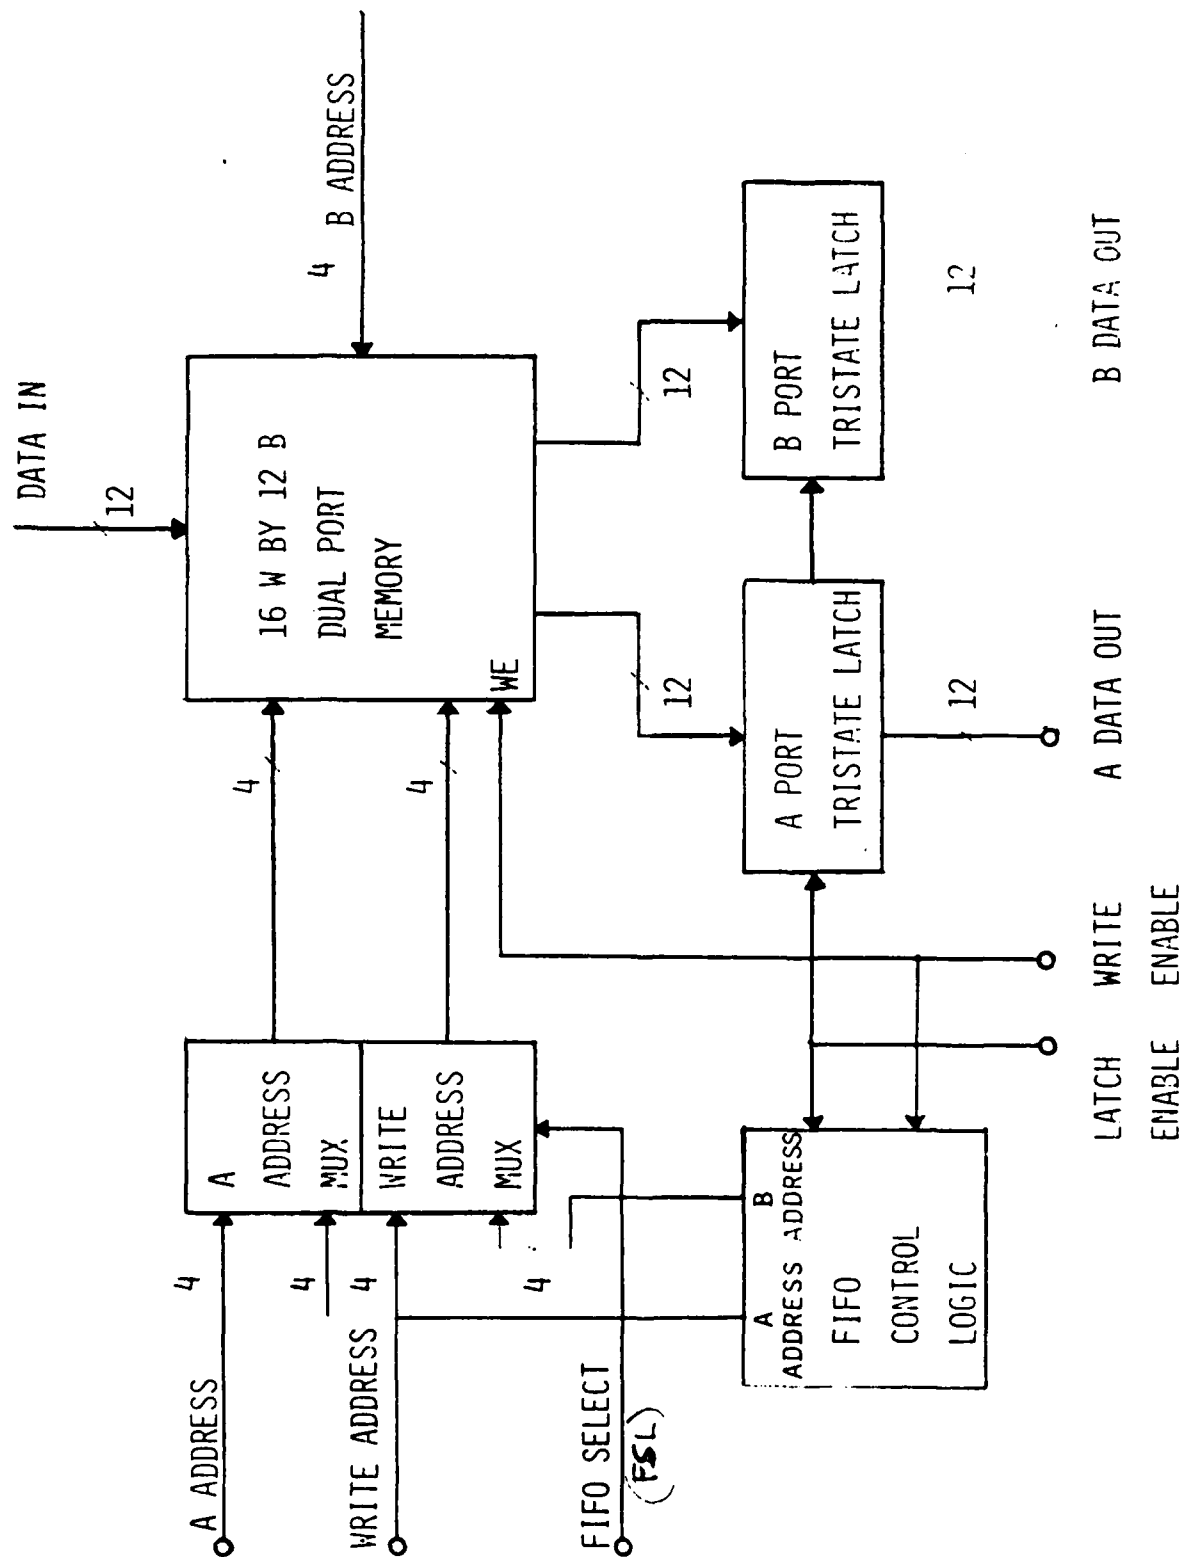 DATA IN
12
4
B ADDRESS
16 W BY 12 B
DUAL PORT
MEMORY
WE
4
4
12
12
A
ADDRESS
MUX
WRITE
ADDRESS
MUX
A ADDRESS
4
4
WRITE ADDRESS
4
4
FIFO SELECT
(FSL)
A B
ADDRESS ADDRESS
FIFO
CONTROL
LOGIC
A PORT
TRISTATE LATCH
B PORT
TRISTATE LATCH
12
12
LATCH
ENABLE
WRITE
ENABLE
A DATA OUT
B DATA OUT